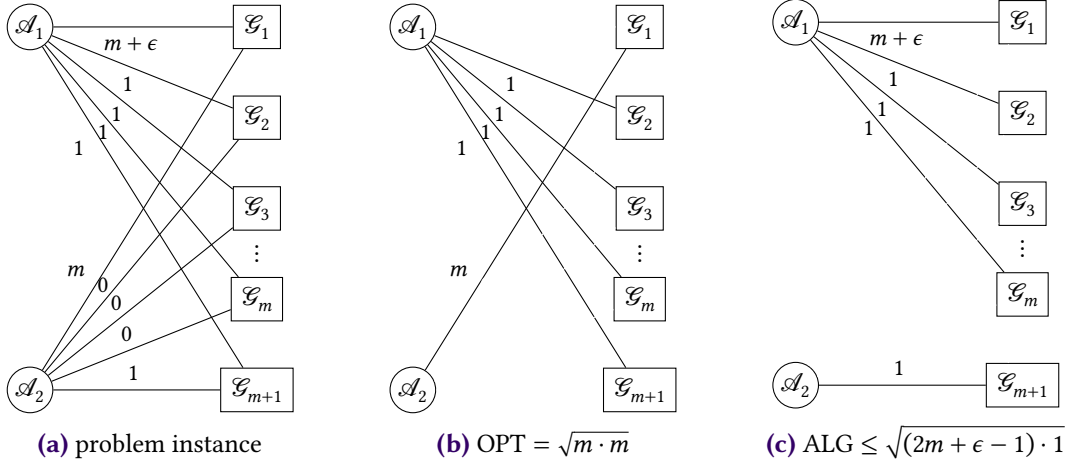 𝒜₁ 𝒢₁ 𝒜₁ 𝒢₁ 𝒜₁ 𝒢₁
m + ϵ m + ϵ
1 1 1
𝒢₂ 𝒢₂ 𝒢₂
1 1 1
1 1 1
1 1
𝒢₃ 𝒢₃ 𝒢₃
⋮ ⋮ ⋮
m 0 𝒢ₘ m 𝒢ₘ 𝒢ₘ
0
0
1 1
𝒜₂ 𝒢ₘ₊₁ 𝒜₂ 𝒢ₘ₊₁ 𝒜₂ 𝒢ₘ₊₁
(a) problem instance (b) OPT = √m · m (c) ALG ≤ √(2m + ϵ − 1) · 1